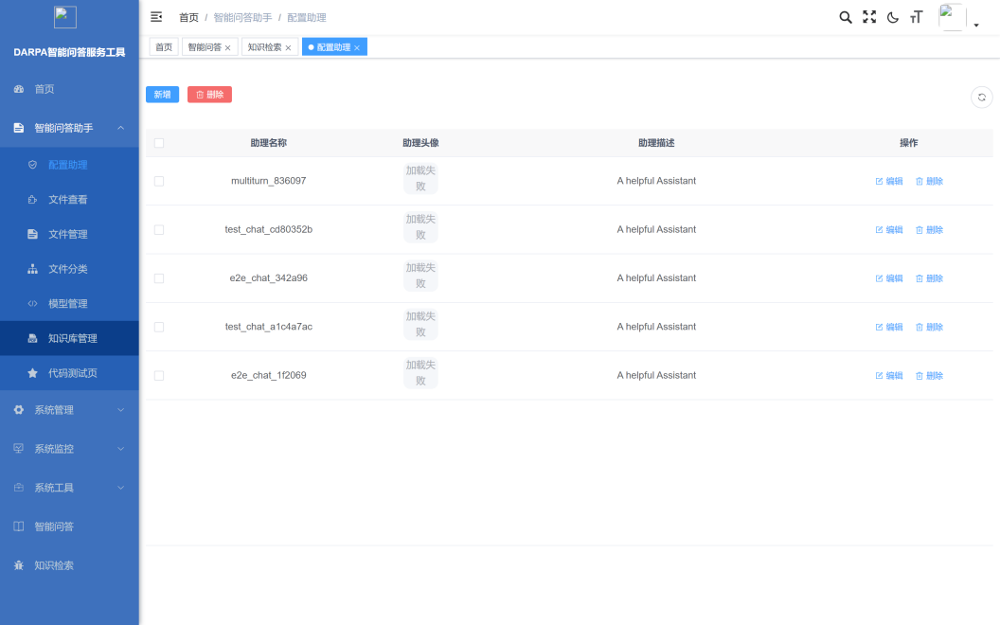 DARPA智能问答服务工具
首页
智能问答助手
配置助理
文件查看
文件管理
文件分类
模型管理
知识库管理
代码测试页
系统管理
系统监控
系统工具
智能问答
知识检索
首页 / 智能问答助手 / 配置助理
首页 智能问答 × 知识检索 × 配置助理 ×
新增 删除
助理名称 助理头像 助理描述 操作
multiturn_836097 加载失败 A helpful Assistant 编辑 删除
test_chat_cd80352b 加载失败 A helpful Assistant 编辑 删除
e2e_chat_342a96 加载失败 A helpful Assistant 编辑 删除
test_chat_a1c4a7ac 加载失败 A helpful Assistant 编辑 删除
e2e_chat_1f2069 加载失败 A helpful Assistant 编辑 删除